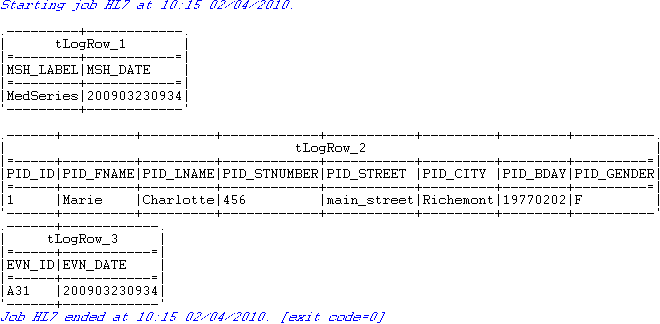 Starting job HL7 at 10:15 02/04/2010.
.---------+------------.
|      tLogRow_1       |
|=---------+-----------=|
|MSH_LABEL|MSH_DATE    |
|=---------+-----------=|
|MedSeries|200903230934|
'---------+------------'
.------+---------+---------+------------+-----------+---------+--------+----------.
|                                    tLogRow_2                                    |
|=-----+---------+---------+------------+-----------+---------+--------+---------=|
|PID_ID|PID_FNAME|PID_LNAME|PID_STNUMBER|PID_STREET |PID_CITY |PID_BDAY|PID_GENDER|
|=-----+---------+---------+------------+-----------+---------+--------+---------=|
|1     |Marie    |Charlotte|456         |main_street|Richemont|19770202|F         |
'------+---------+---------+------------+-----------+---------+--------+----------'
.------+------------.
|     tLogRow_3     |
|=-----+-----------=|
|EVN_ID|EVN_DATE    |
|=-----+-----------=|
|A31   |200903230934|
'------+------------'
Job HL7 ended at 10:15 02/04/2010. [exit code=0]